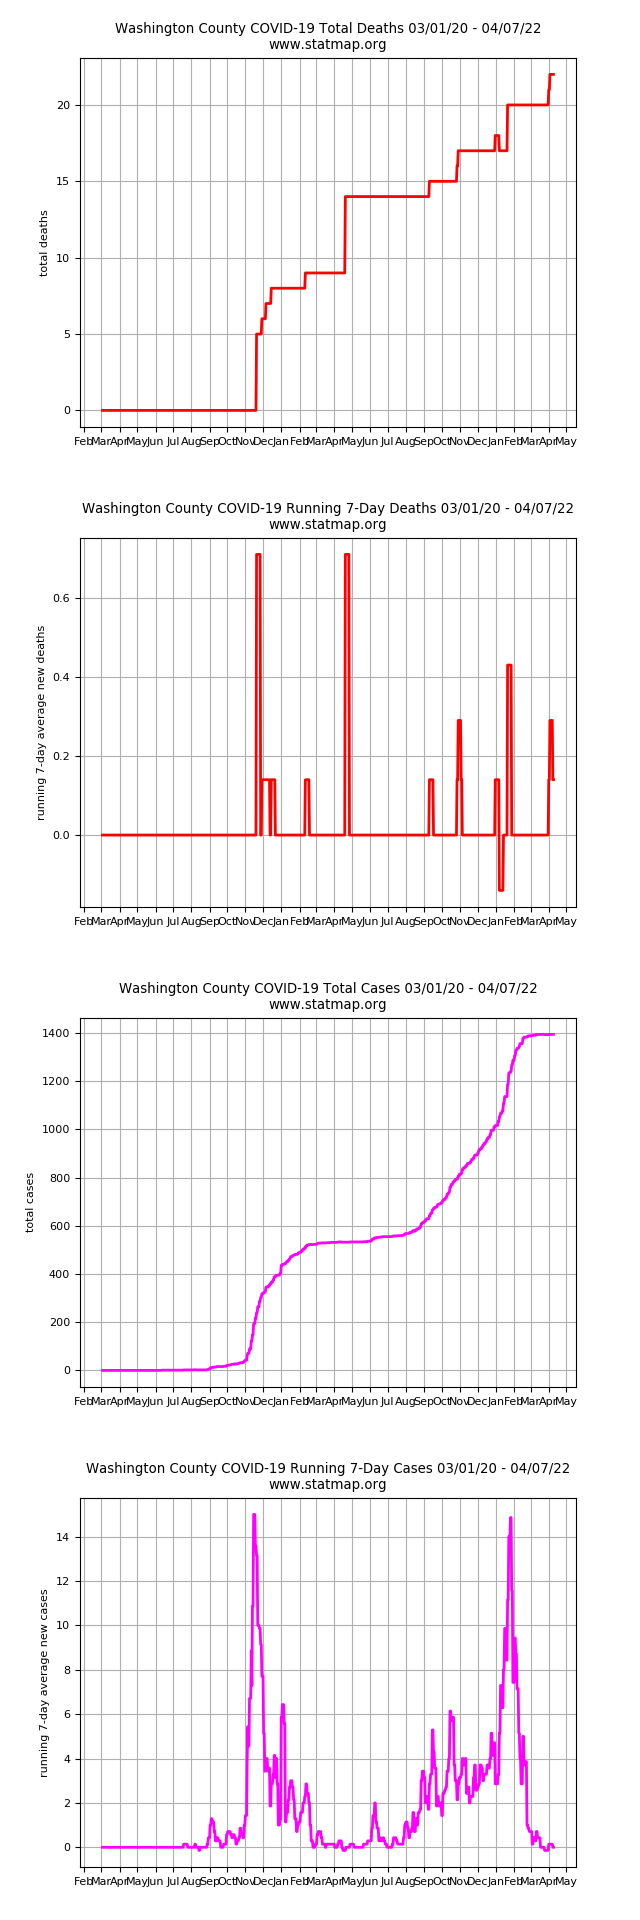 Washington County COVID-19 Total Deaths 03/01/20 - 04/07/22
www.statmap.org
total deaths
20
15
10
5
0
Feb Mar Apr May Jun Jul Aug Sep Oct Nov Dec Jan Feb Mar Apr May Jun Jul Aug Sep Oct Nov Dec Jan Feb Mar Apr May
Washington County COVID-19 Running 7-Day Deaths 03/01/20 - 04/07/22
www.statmap.org
running 7-day average new deaths
0.6
0.4
0.2
0.0
Feb Mar Apr May Jun Jul Aug Sep Oct Nov Dec Jan Feb Mar Apr May Jun Jul Aug Sep Oct Nov Dec Jan Feb Mar Apr May
Washington County COVID-19 Total Cases 03/01/20 - 04/07/22
www.statmap.org
total cases
1400
1200
1000
800
600
400
200
0
Feb Mar Apr May Jun Jul Aug Sep Oct Nov Dec Jan Feb Mar Apr May Jun Jul Aug Sep Oct Nov Dec Jan Feb Mar Apr May
Washington County COVID-19 Running 7-Day Cases 03/01/20 - 04/07/22
www.statmap.org
running 7-day average new cases
14
12
10
8
6
4
2
0
Feb Mar Apr May Jun Jul Aug Sep Oct Nov Dec Jan Feb Mar Apr May Jun Jul Aug Sep Oct Nov Dec Jan Feb Mar Apr May